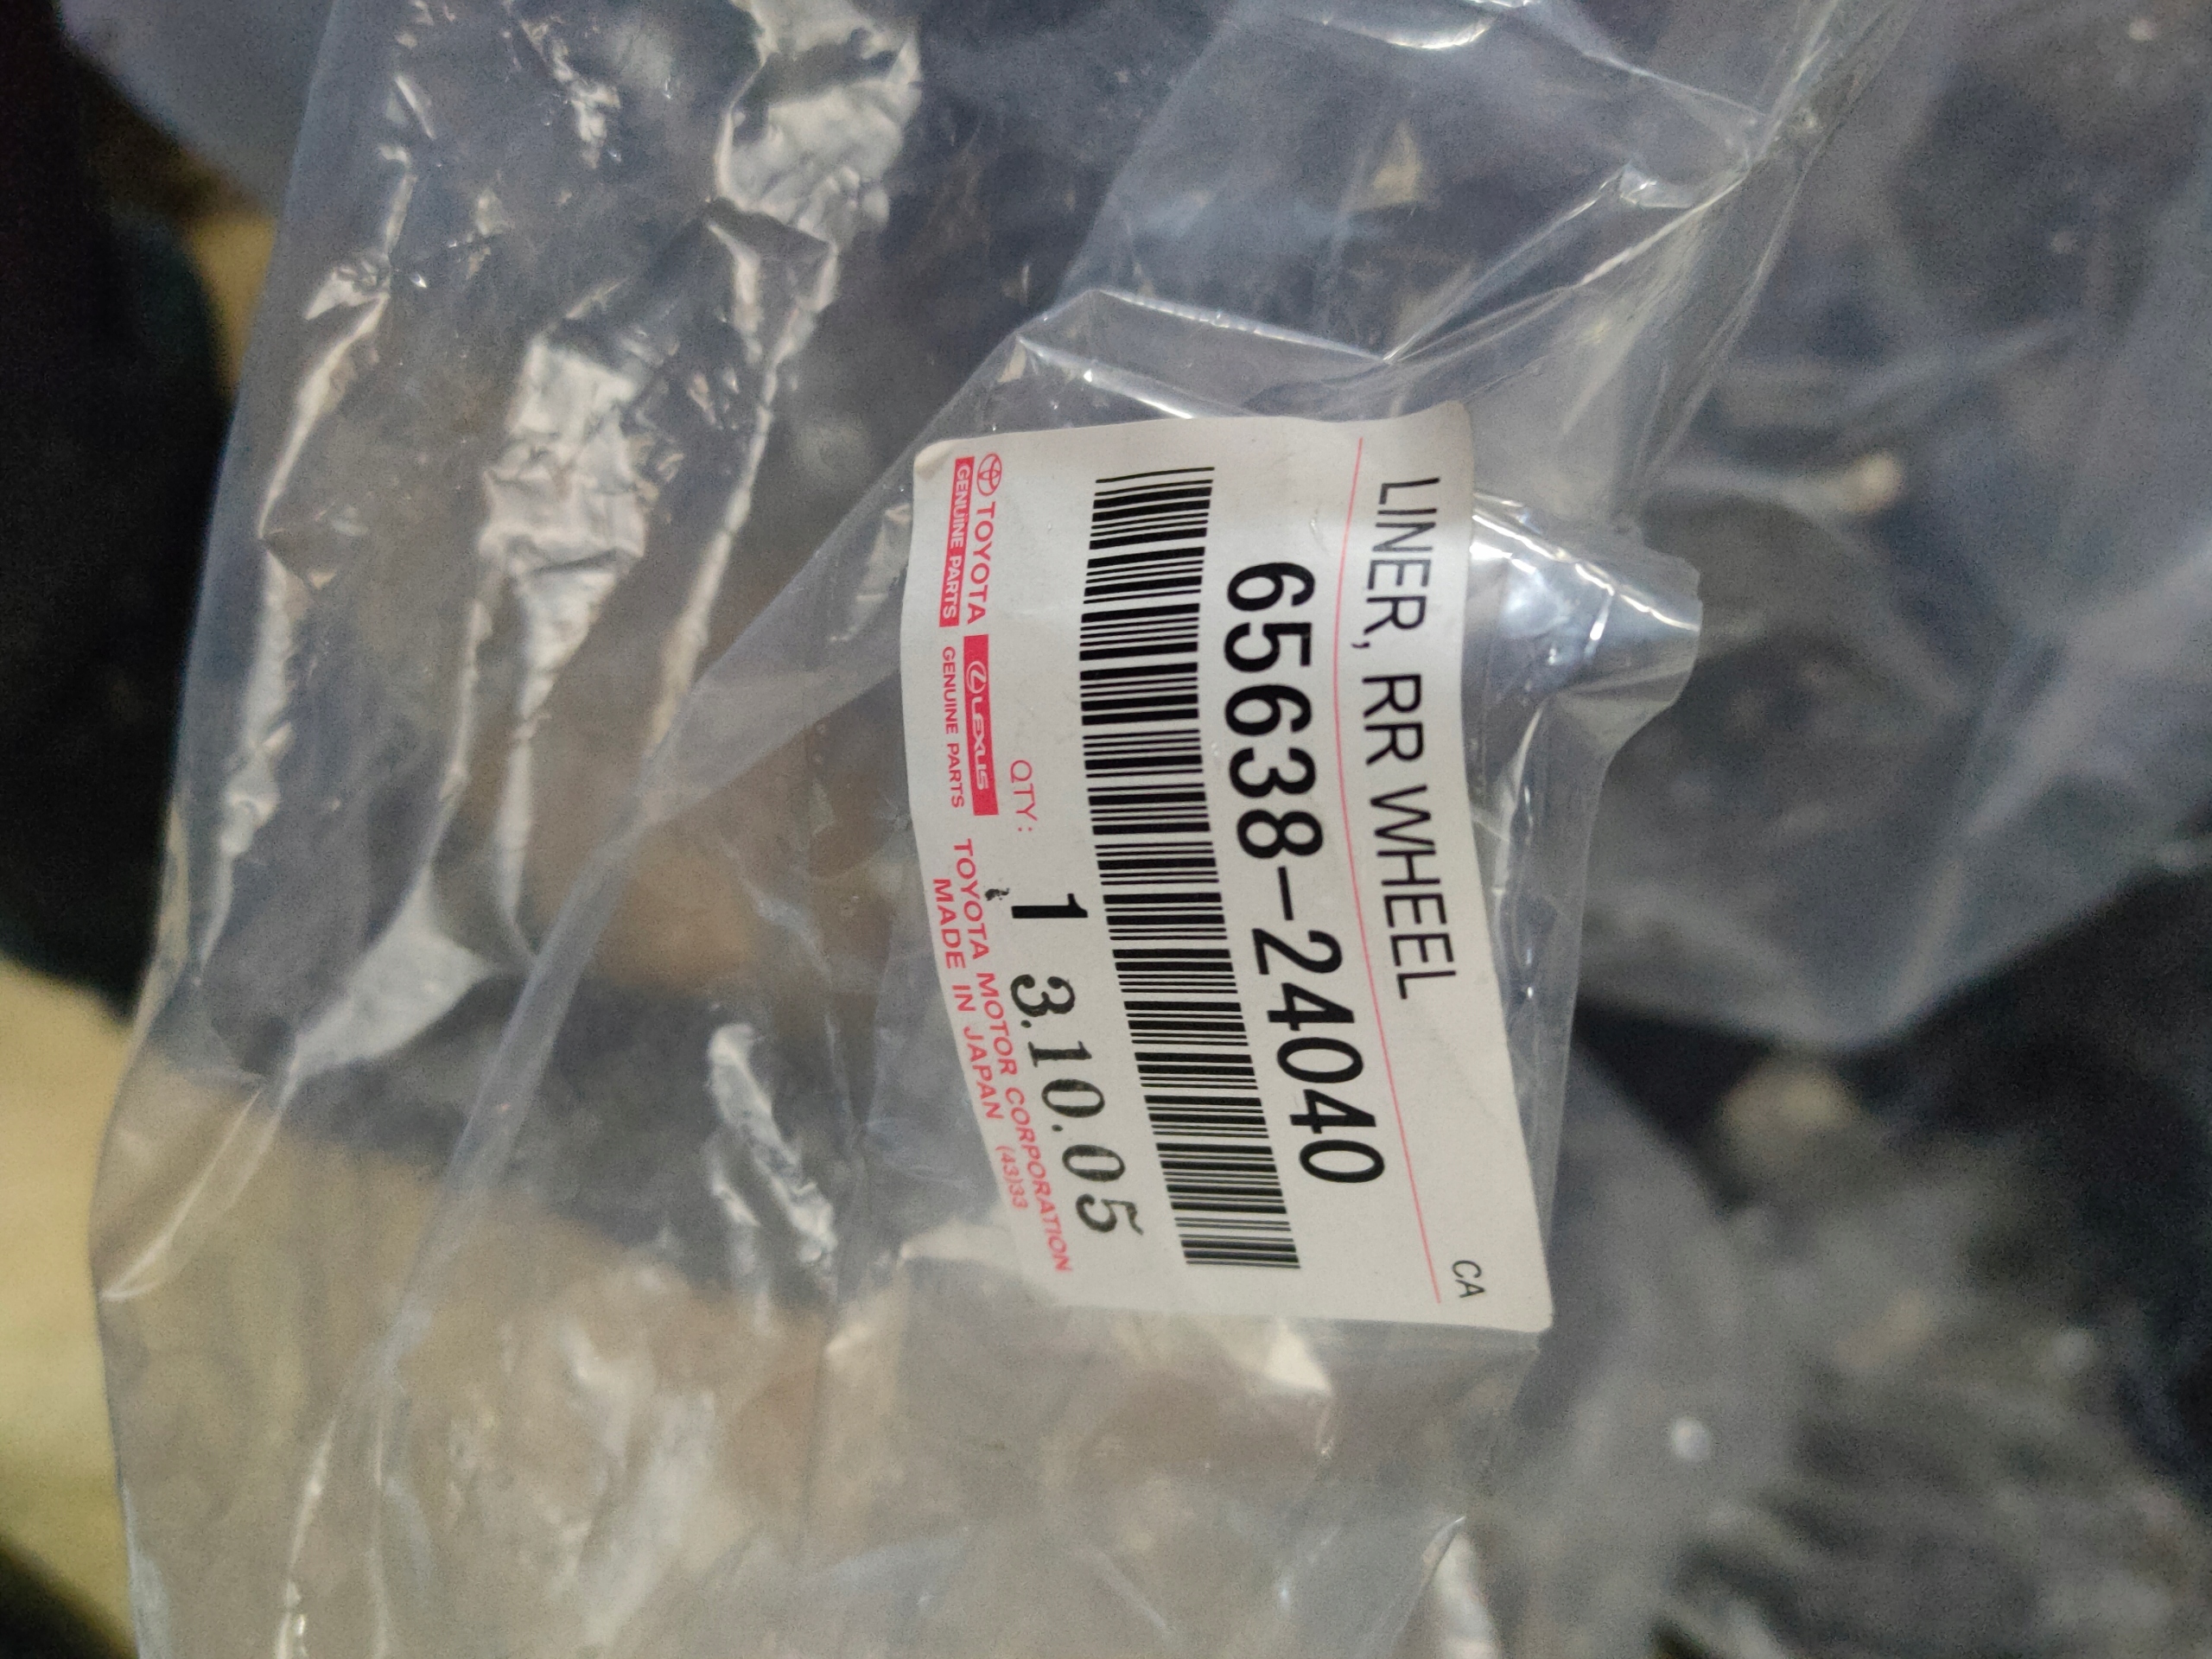 LINER, RR WHEEL
CA
65638-24040
QTY: 1 3.10.05
TOYOTA LEXUS TOYOTA MOTOR CORPORATION
GENUINE PARTS GENUINE PARTS MADE IN JAPAN (43)33